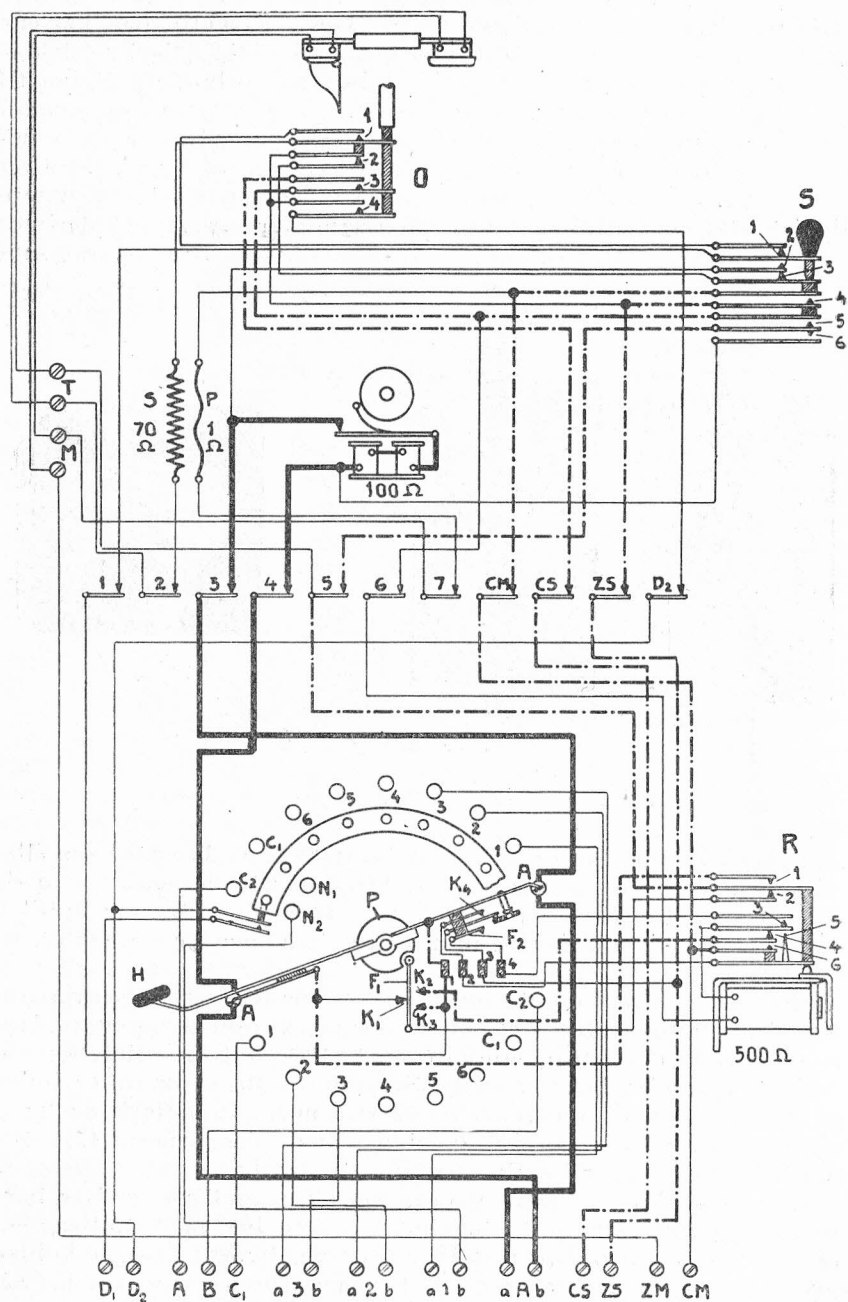 1
2
O
3
4
S
1
2
3
4
5
6
T
M
S
70
Ω
P
1
Ω
100 Ω
1 2 3 4 5 6 7 CM CS ZS D2
4
5 3
6 2
C1 1
C2 N1 A
N2 P K4
F2
R
1
2
3
5
4
6
H F1 K2 1 2 3 4 C2
A K1 K3
500 Ω
1 C1
2 6
3 4 5
D1 D2 A B C1 a 3 b a 2 b a 1 b a A b CS ZS ZM CM